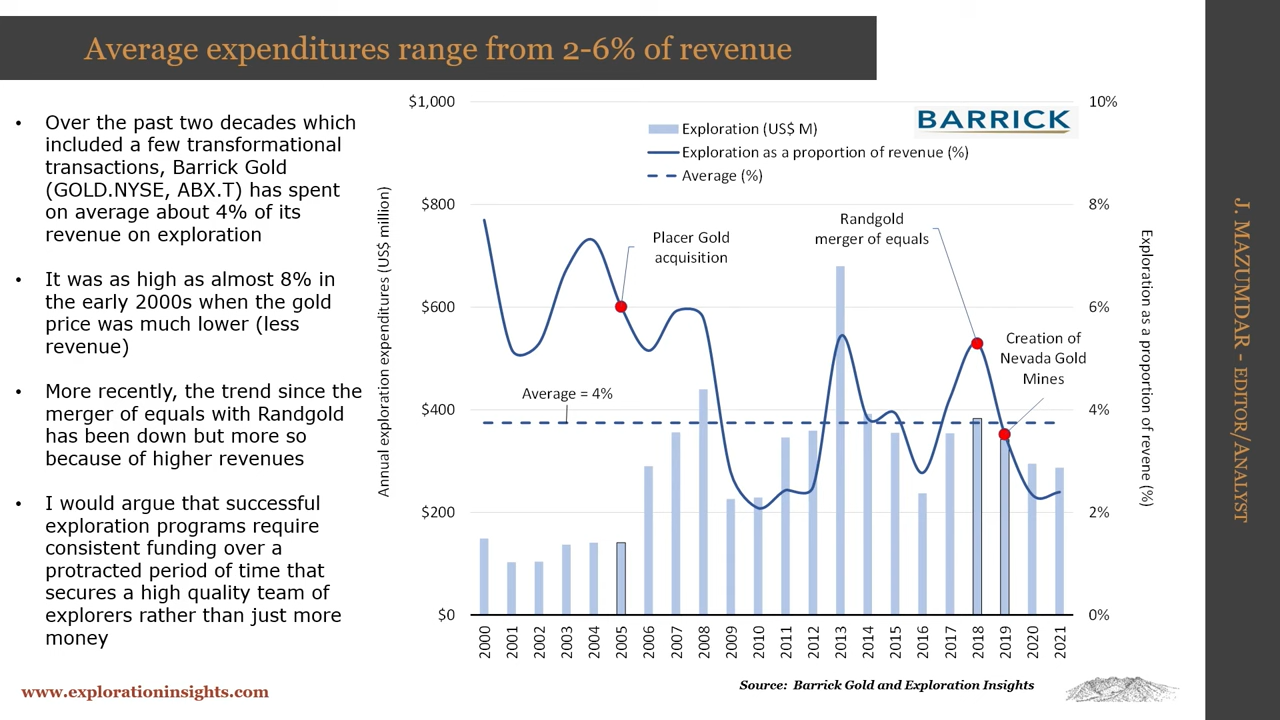 Average expenditures range from 2-6% of revenue
• Over the past two decades which
included a few transformational
transactions, Barrick Gold
(GOLD.NYSE, ABX.T) has spent
on average about 4% of its
revenue on exploration
• It was as high as almost 8% in
the early 2000s when the gold
price was much lower (less
revenue)
• More recently, the trend since the
merger of equals with Randgold
has been down but more so
because of higher revenues
• I would argue that successful
exploration programs require
consistent funding over a
protracted period of time that
secures a high quality team of
explorers rather than just more
money
www.explorationinsights.com
Annual exploration expenditures (US$ million)
$1,000
$800
$600
$400
$200
$0
Exploration (US$ M)
Exploration as a proportion of revenue (%)
Average (%)
BARRICK
Placer Gold
acquisition
Randgold
merger of equals
Creation of
Nevada Gold
Mines
Average = 4%
10%
8%
6%
4%
2%
0%
Exploration as a proportion of revene (%)
2000
2001
2002
2003
2004
2005
2006
2007
2008
2009
2010
2011
2012
2013
2014
2015
2016
2017
2018
2019
2020
2021
Source: Barrick Gold and Exploration Insights
J. MAZUMDAR - EDITOR/ANALYST